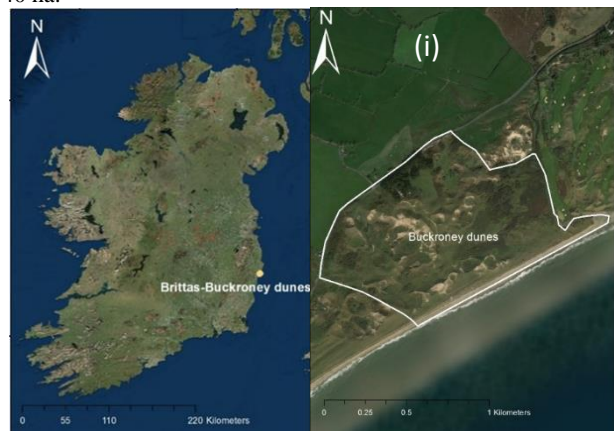 N
Brittas-Buckroney dunes
0 55 110 220 Kilometers
N
(i)
Buckroney dunes
0 0.25 0.5 1 Kilometers